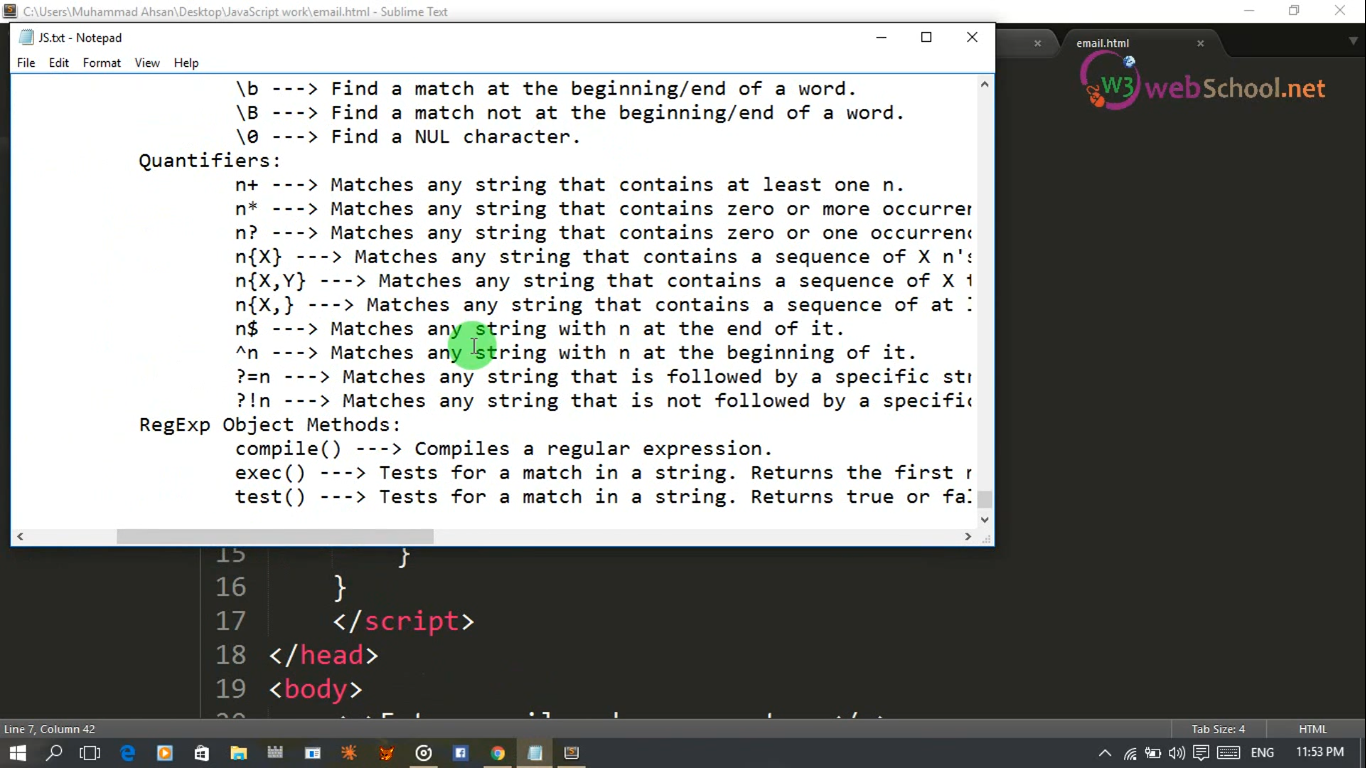 C:\Users\Muhammad Ahsan\Desktop\JavaScript work\email.html - Sublime Text
JS.txt - Notepad
email.html
File Edit Format View Help
W3 webSchool.net
\b ---> Find a match at the beginning/end of a word.
\B ---> Find a match not at the beginning/end of a word.
\0 ---> Find a NUL character.
Quantifiers:
n+ ---> Matches any string that contains at least one n.
n* ---> Matches any string that contains zero or more
n? ---> Matches any string that contains zero or one
n{X} ---> Matches any string that contains a sequence of X n's
n{X,Y} ---> Matches any string that contains a sequence of X
n{X,} ---> Matches any string that contains a sequence of at
n$ ---> Matches any string with n at the end of it.
^n ---> Matches any string with n at the beginning of it.
?=n ---> Matches any string that is followed by a specific
?!n ---> Matches any string that is not followed by a
RegExp Object Methods:
compile() ---> Compiles a regular expression.
exec() ---> Tests for a match in a string. Returns the first
test() ---> Tests for a match in a string. Returns true or
15 }
16 }
17 </script>
18 </head>
19 <body>
Line 7, Column 42
Tab Size: 4 HTML
ENG 11:53 PM